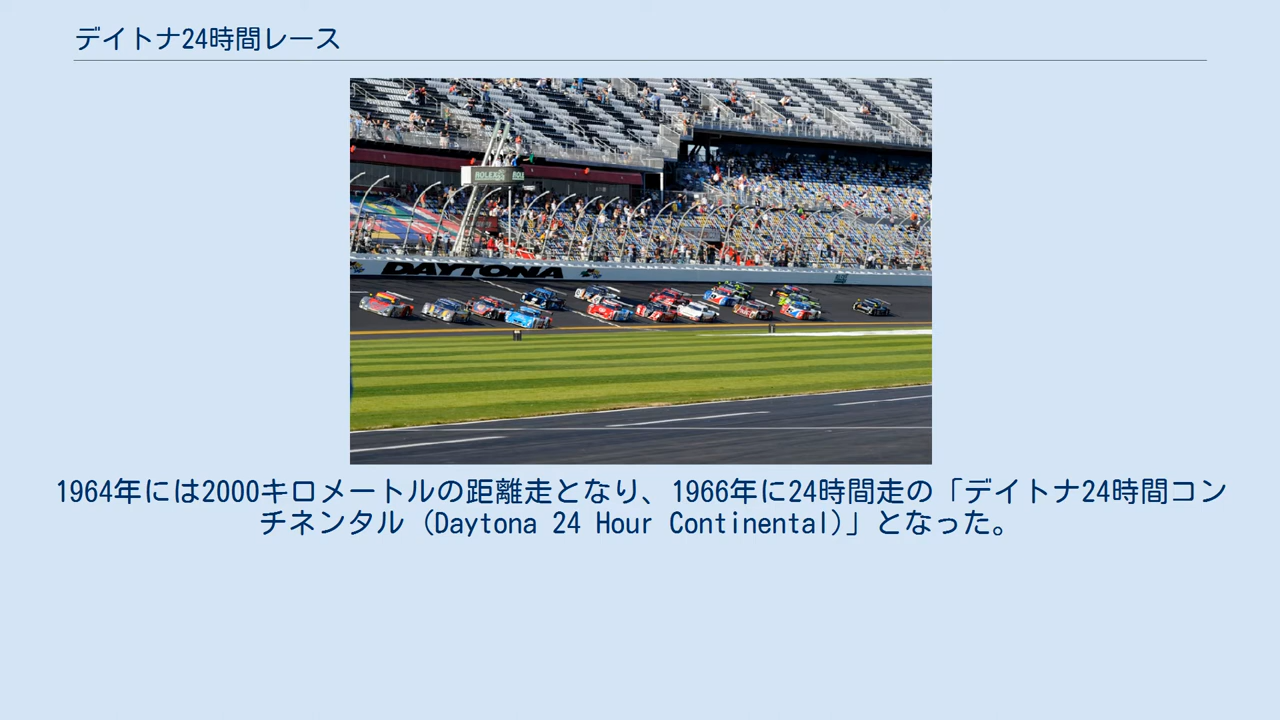 デイトナ24時間レース
ROLEX
DAYTONA
1964年には2000キロメートルの距離走となり、1966年に24時間走の「デイトナ24時間コン
チネンタル（Daytona 24 Hour Continental）」となった。